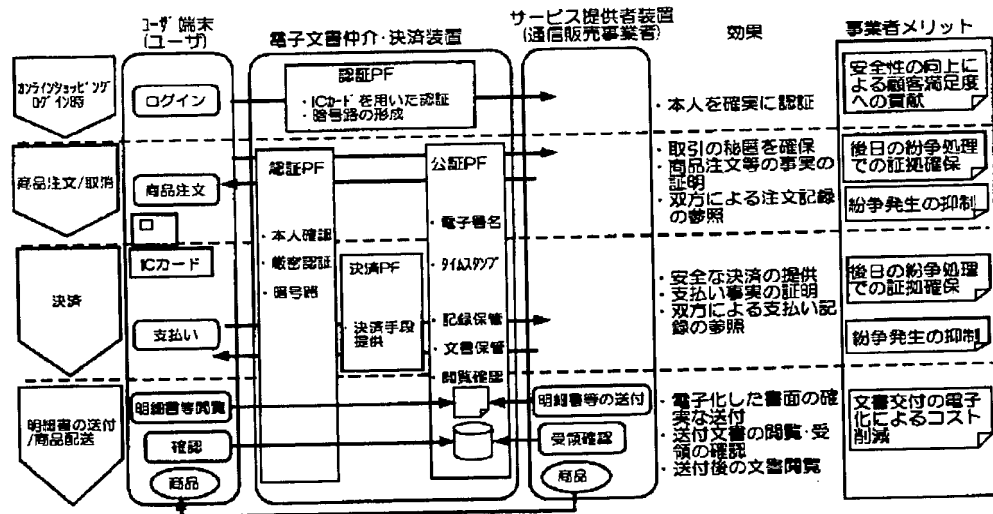 ユーザ端末
(ユーザ)
電子文書仲介・決済装置
サービス提供者装置
(通信販売事業者)
効果
事業者メリット
オンラインショッピング
ログイン時
ログイン
認証PF
・ICカードを用いた認証
・暗号路の形成
・本人を確実に認証
安全性の向上に
よる顧客満足度
への貢献
商品注文/取消
商品注文
認証PF
・本人確認
・厳密認証
・暗号路
公証PF
・電子署名
・タイムスタンプ
・記録保管
・文書保管
・閲覧確認
・取引の秘匿を確保
・商品注文等の事実の
証明
・双方による注文記録
の参照
後日の紛争処理
での証拠確保
紛争発生の抑制
ICカード
決済
支払い
決済PF
・決済手段
提供
・安全な決済の提供
・支払い事実の証明
・双方による支払い記
録の参照
後日の紛争処理
での証拠確保
紛争発生の抑制
明細書の送付
/商品配送
明細書等閲覧
確認
商品
明細書等の送付
受領確認
商品
・電子化した書面の確
実な送付
・送付文書の閲覧・受
領の確認
・送付後の文書閲覧
文書交付の電子
化によるコスト
削減